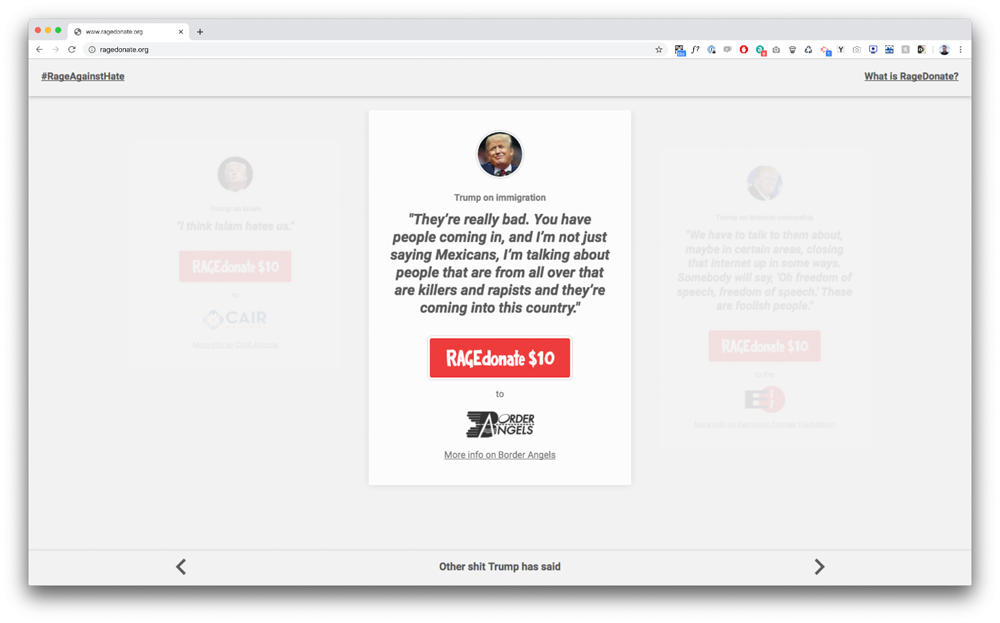 www.ragedonate.org
ragedonate.org
Dis
f?
8
1
Y
NEW
#RageAgainstHate
What is RageDonate?
Trump on Islam
"I think Islam hates us."
RAGEdonate $10
to
CAIR
ARIZONA
More info on CAIR Arizona
Trump on immigration
"They’re really bad. You have
people coming in, and I’m not just
saying Mexicans, I’m talking about
people that are from all over that
are killers and rapists and they’re
coming into this country."
RAGEdonate $10
to
BORDER
ANGELS
More info on Border Angels
Trump on Internet censorship
"We have to talk to them about,
maybe in certain areas, closing
that Internet up in some ways.
Somebody will say, 'Oh freedom of
speech, freedom of speech.' These
are foolish people."
RAGEdonate $10
to the
EFF
More info on Electronic Frontier Foundation
Other shit Trump has said